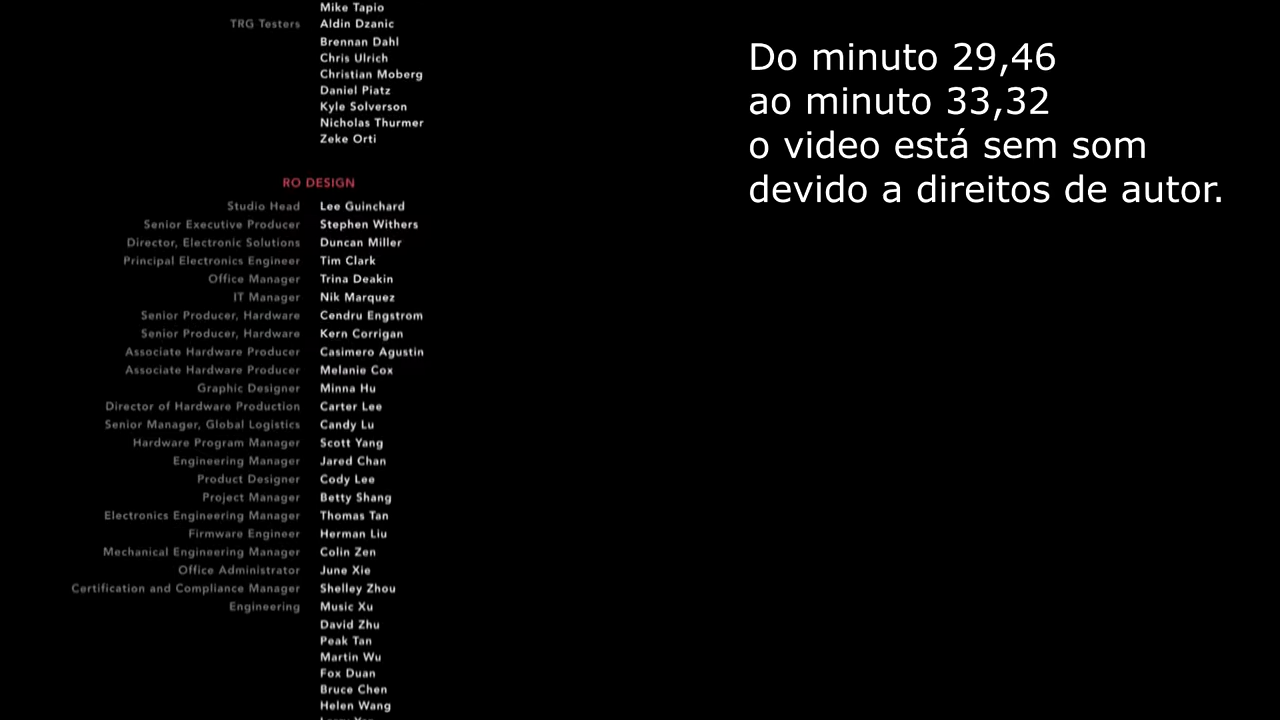 Mike Tapio
TRG Testers Aldin Dzanic
Brennan Dahl
Chris Ulrich
Christian Moberg
Daniel Piatz
Kyle Solverson
Nicholas Thurmer
Zeke Orti
RO DESIGN
Studio Head Lee Guinchard
Senior Executive Producer Stephen Withers
Director, Electronic Solutions Duncan Miller
Principal Electronics Engineer Tim Clark
Office Manager Trina Deakin
IT Manager Nik Marquez
Senior Producer, Hardware Cendru Engstrom
Senior Producer, Hardware Kern Corrigan
Associate Hardware Producer Casimero Agustin
Associate Hardware Producer Melanie Cox
Graphic Designer Minna Hu
Director of Hardware Production Carter Lee
Senior Manager, Global Logistics Candy Lu
Hardware Program Manager Scott Yang
Engineering Manager Jared Chan
Product Designer Cody Lee
Project Manager Betty Shang
Electronics Engineering Manager Thomas Tan
Firmware Engineer Herman Liu
Mechanical Engineering Manager Colin Zen
Office Administrator June Xie
Certification and Compliance Manager Shelley Zhou
Engineering Music Xu
David Zhu
Peak Tan
Martin Wu
Fox Duan
Bruce Chen
Helen Wang
Do minuto 29,46
ao minuto 33,32
o video está sem som
devido a direitos de autor.